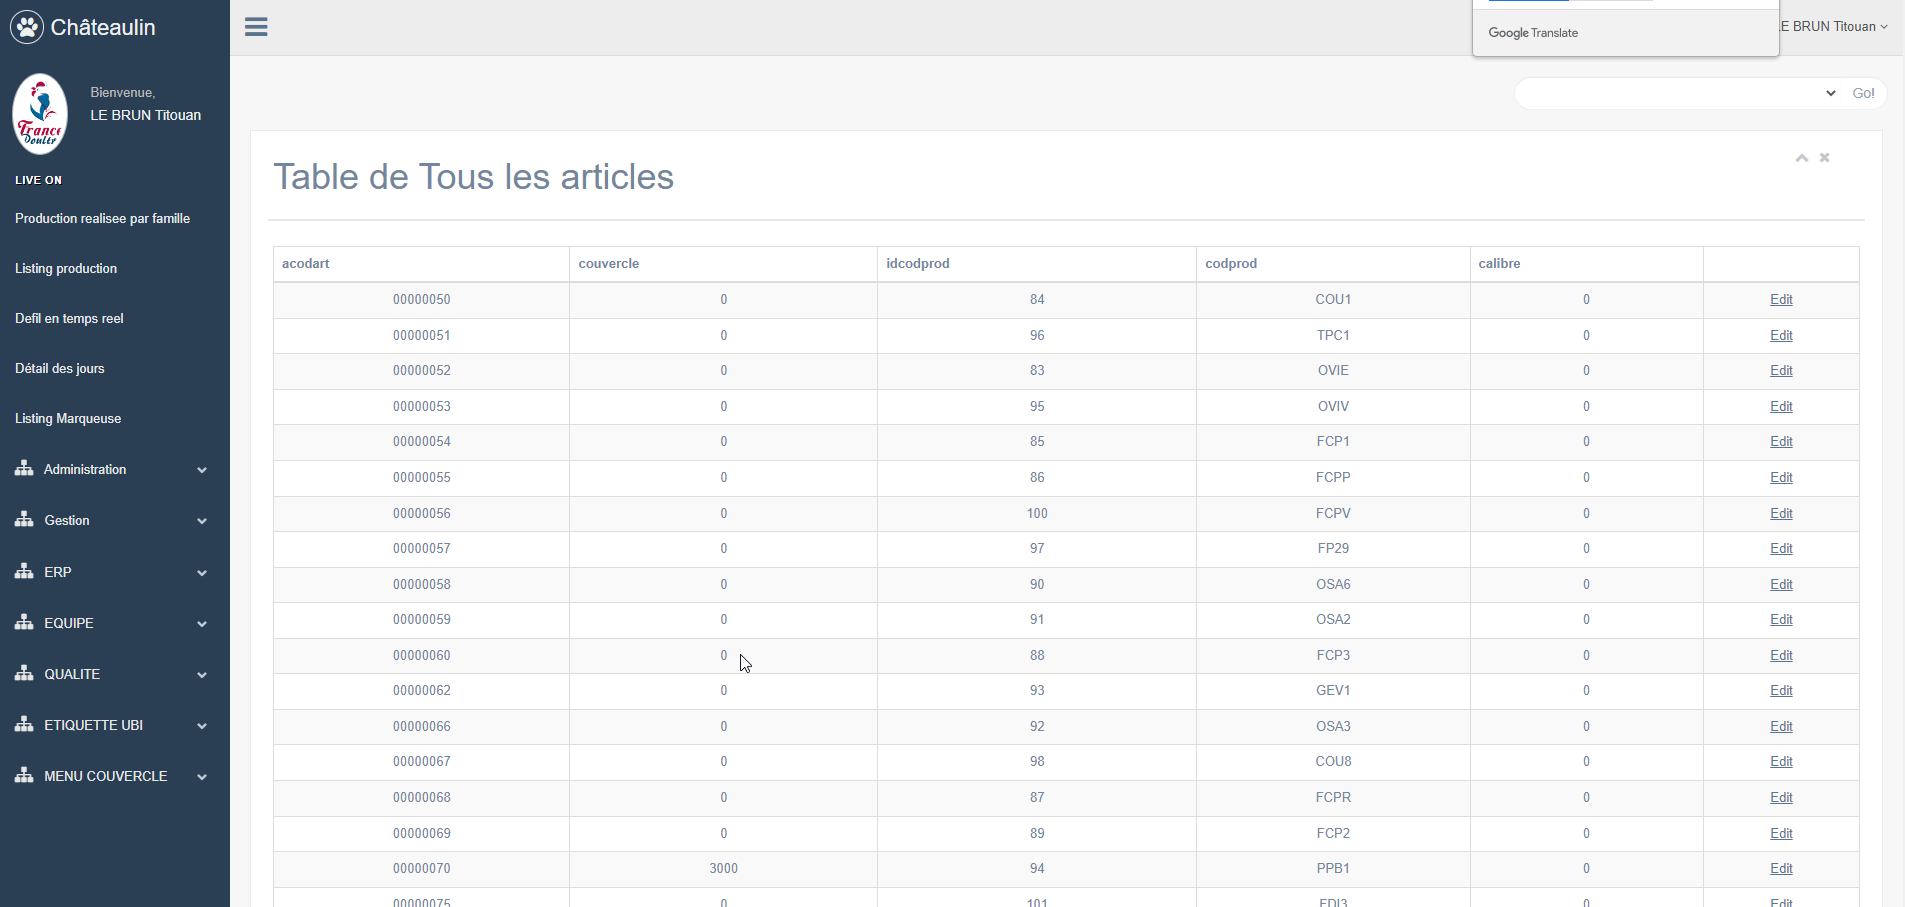 Châteaulin
Bienvenue,
LE BRUN Titouan
France
Poultr
LIVE ON
Production realisee par famille
Listing production
Defil en temps reel
Détail des jours
Listing Marqueuse
Administration
Gestion
ERP
EQUIPE
QUALITE
ETIQUETTE UBI
MENU COUVERCLE
Google Translate
LE BRUN Titouan
Go!
Table de Tous les articles
acodart couvercle idcodprod codprod calibre
00000050 0 84 COU1 0 Edit
00000051 0 96 TPC1 0 Edit
00000052 0 83 OVIE 0 Edit
00000053 0 95 OVIV 0 Edit
00000054 0 85 FCP1 0 Edit
00000055 0 86 FCPP 0 Edit
00000056 0 100 FCPV 0 Edit
00000057 0 97 FP29 0 Edit
00000058 0 90 OSA6 0 Edit
00000059 0 91 OSA2 0 Edit
00000060 0 88 FCP3 0 Edit
00000062 0 93 GEV1 0 Edit
00000066 0 92 OSA3 0 Edit
00000067 0 98 COU8 0 Edit
00000068 0 87 FCPR 0 Edit
00000069 0 89 FCP2 0 Edit
00000070 3000 94 PPB1 0 Edit
00000075 0 101 0 Edit